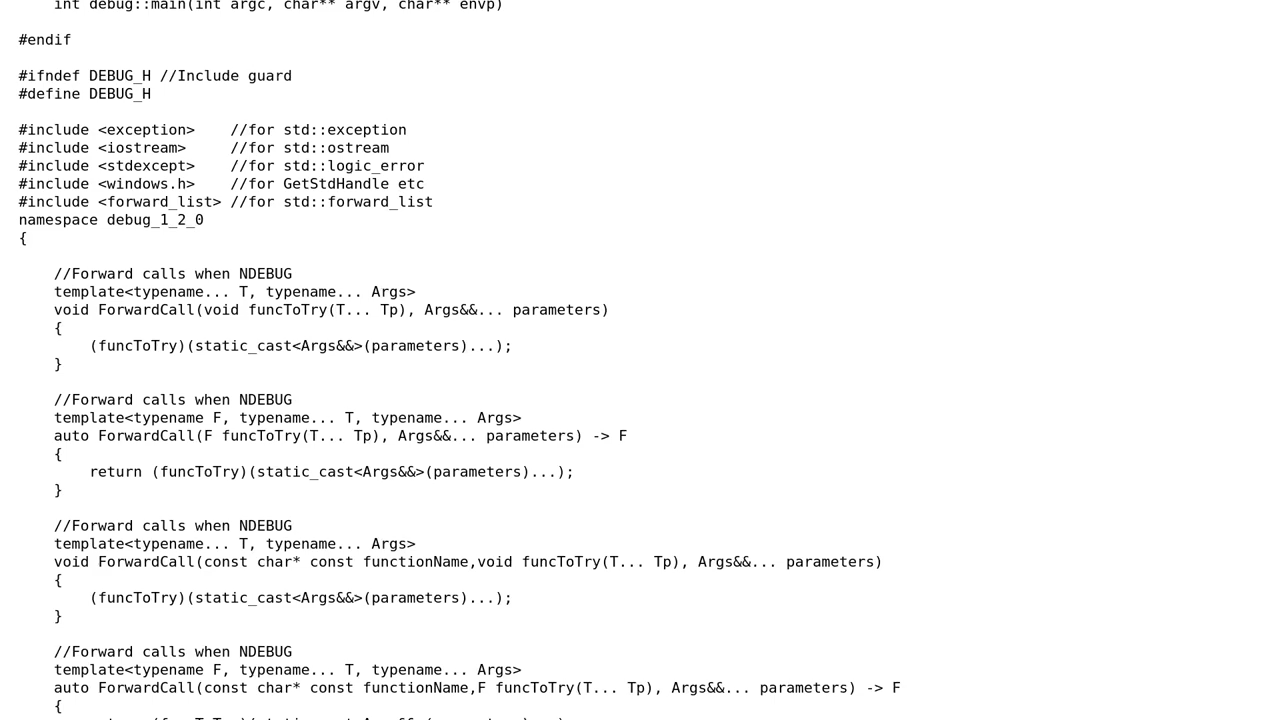 int debug::main(int argc, char** argv, char** envp)
#endif
#ifndef DEBUG_H //Include guard
#define DEBUG_H
#include <exception>    //for std::exception
#include <iostream>     //for std::ostream
#include <stdexcept>    //for std::logic_error
#include <windows.h>    //for GetStdHandle etc
#include <forward_list> //for std::forward_list
namespace debug_1_2_0
{
    //Forward calls when NDEBUG
    template<typename... T, typename... Args>
    void ForwardCall(void funcToTry(T... Tp), Args&&... parameters)
    {
        (funcToTry)(static_cast<Args&&>(parameters)...);
    }
    //Forward calls when NDEBUG
    template<typename F, typename... T, typename... Args>
    auto ForwardCall(F funcToTry(T... Tp), Args&&... parameters) -> F
    {
        return (funcToTry)(static_cast<Args&&>(parameters)...);
    }
    //Forward calls when NDEBUG
    template<typename... T, typename... Args>
    void ForwardCall(const char* const functionName,void funcToTry(T... Tp), Args&&... parameters)
    {
        (funcToTry)(static_cast<Args&&>(parameters)...);
    }
    //Forward calls when NDEBUG
    template<typename F, typename... T, typename... Args>
    auto ForwardCall(const char* const functionName,F funcToTry(T... Tp), Args&&... parameters) -> F
    {